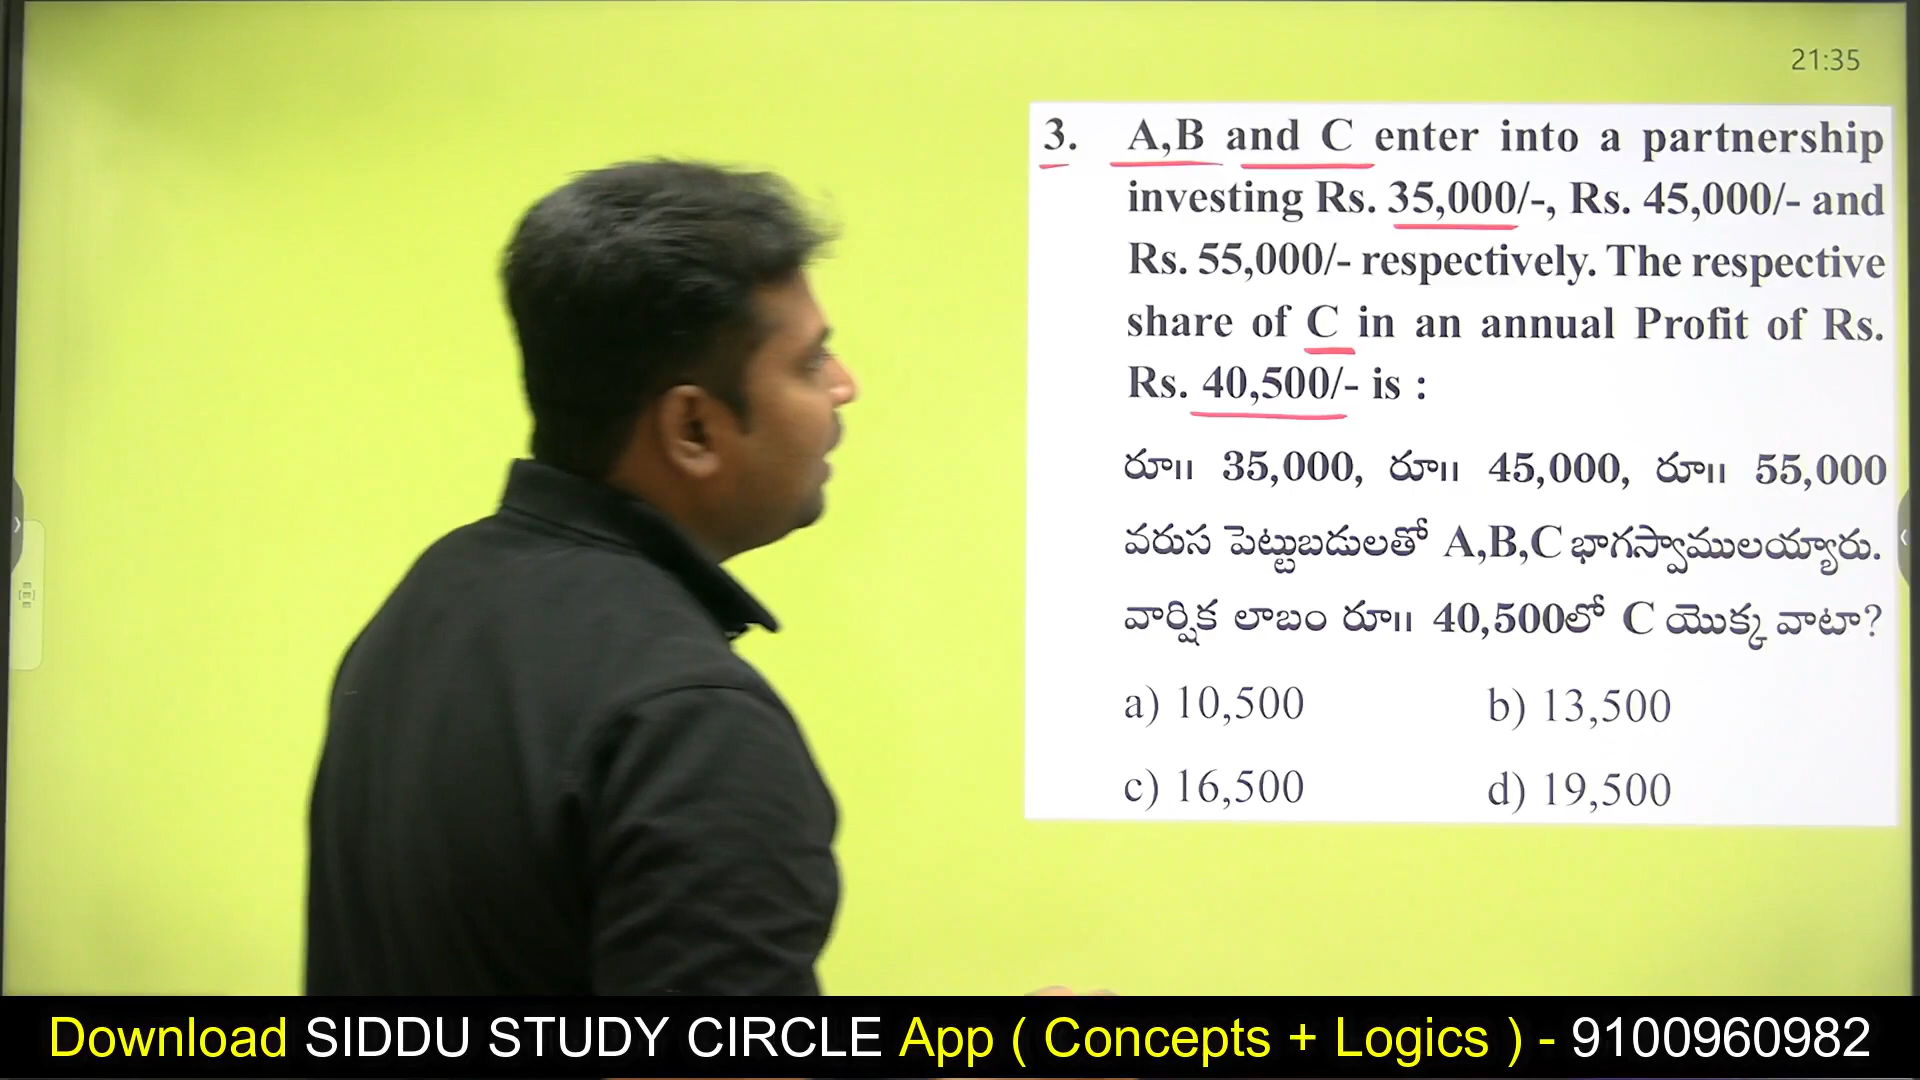 21:35
3. A,B and C enter into a partnership
investing Rs. 35,000/-, Rs. 45,000/- and
Rs. 55,000/- respectively. The respective
share of C in an annual Profit of Rs.
Rs. 40,500/- is :
రూ॥ 35,000, రూ॥ 45,000, రూ॥ 55,000
వరుస పెట్టుబడులతో A,B,C భాగస్వాములయ్యారు.
వార్షిక లాబం రూ॥ 40,500లో C యొక్క వాటా?
a) 10,500 b) 13,500
c) 16,500 d) 19,500
Download SIDDU STUDY CIRCLE App ( Concepts + Logics ) - 9100960982